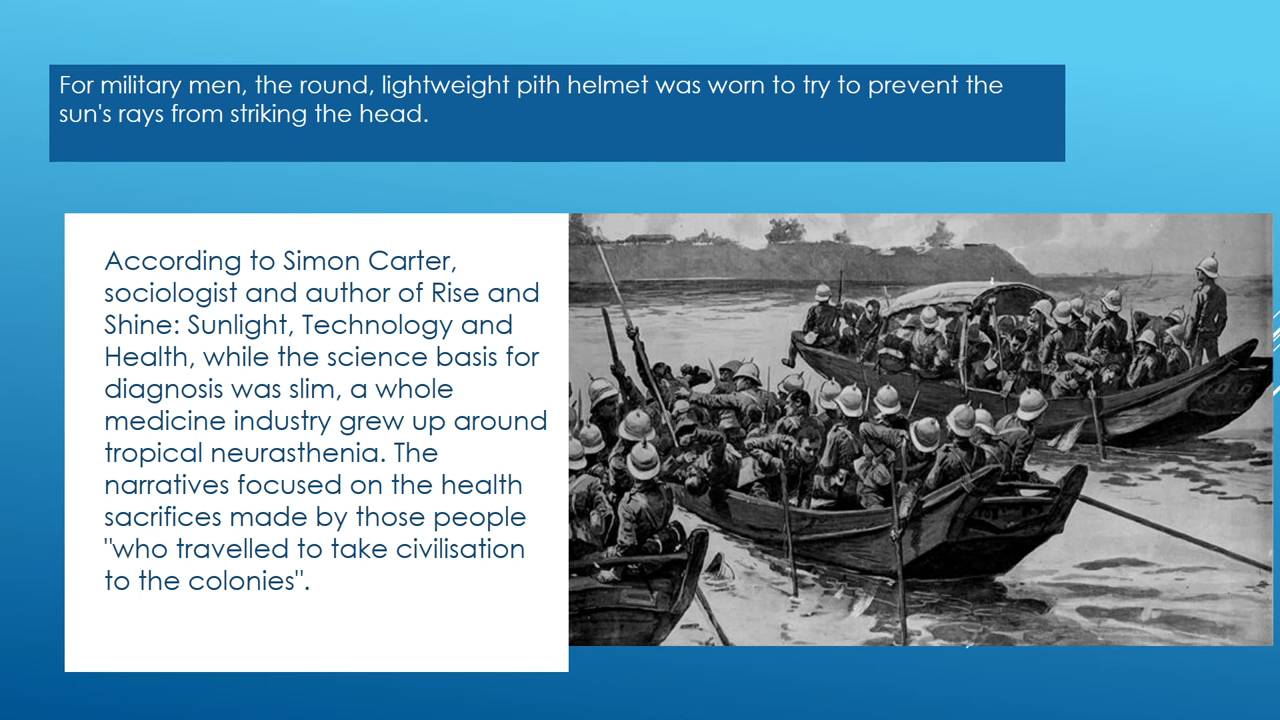 For military men, the round, lightweight pith helmet was worn to try to prevent the
sun's rays from striking the head.
According to Simon Carter,
sociologist and author of Rise and
Shine: Sunlight, Technology and
Health, while the science basis for
diagnosis was slim, a whole
medicine industry grew up around
tropical neurasthenia. The
narratives focused on the health
sacrifices made by those people
"who travelled to take civilisation
to the colonies".